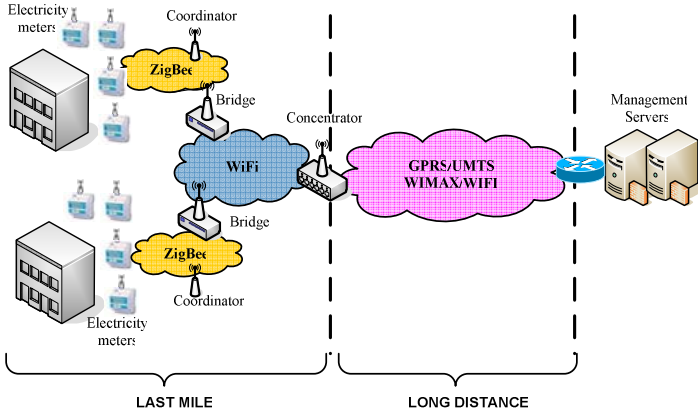 Electricity
meters
Coordinator
ZigBee
Bridge
Concentrator
Management
Servers
WiFi
GPRS/UMTS
WIMAX/WIFI
Bridge
ZigBee
Coordinator
Electricity
meters
LAST MILE
LONG DISTANCE